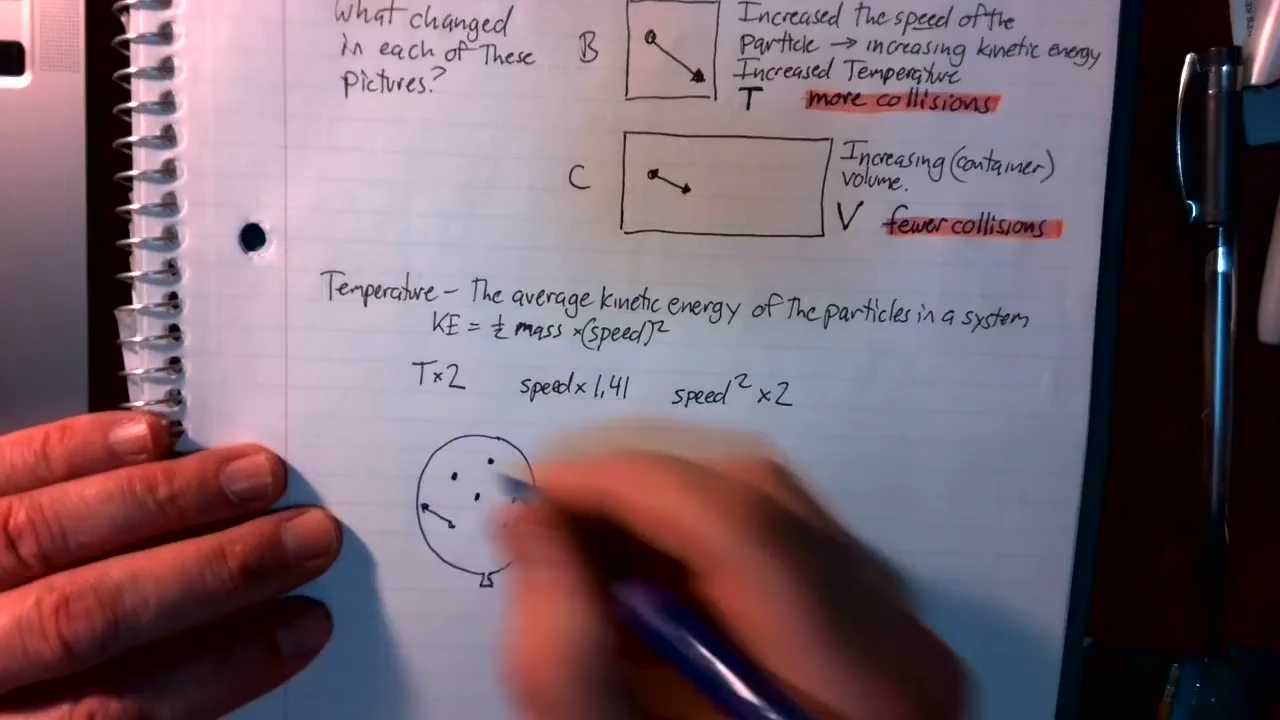 What changed
in each of These
pictures?
B
Increased the speed of the
Particle → increasing kinetic energy
Increased Temperature
T more collisions
C
Increasing (container)
volume.
V fewer collisions
Temperature - The average kinetic energy of the particles in a system
KE = ½ mass × (speed)²
T×2 speed × 1.41 speed² × 2